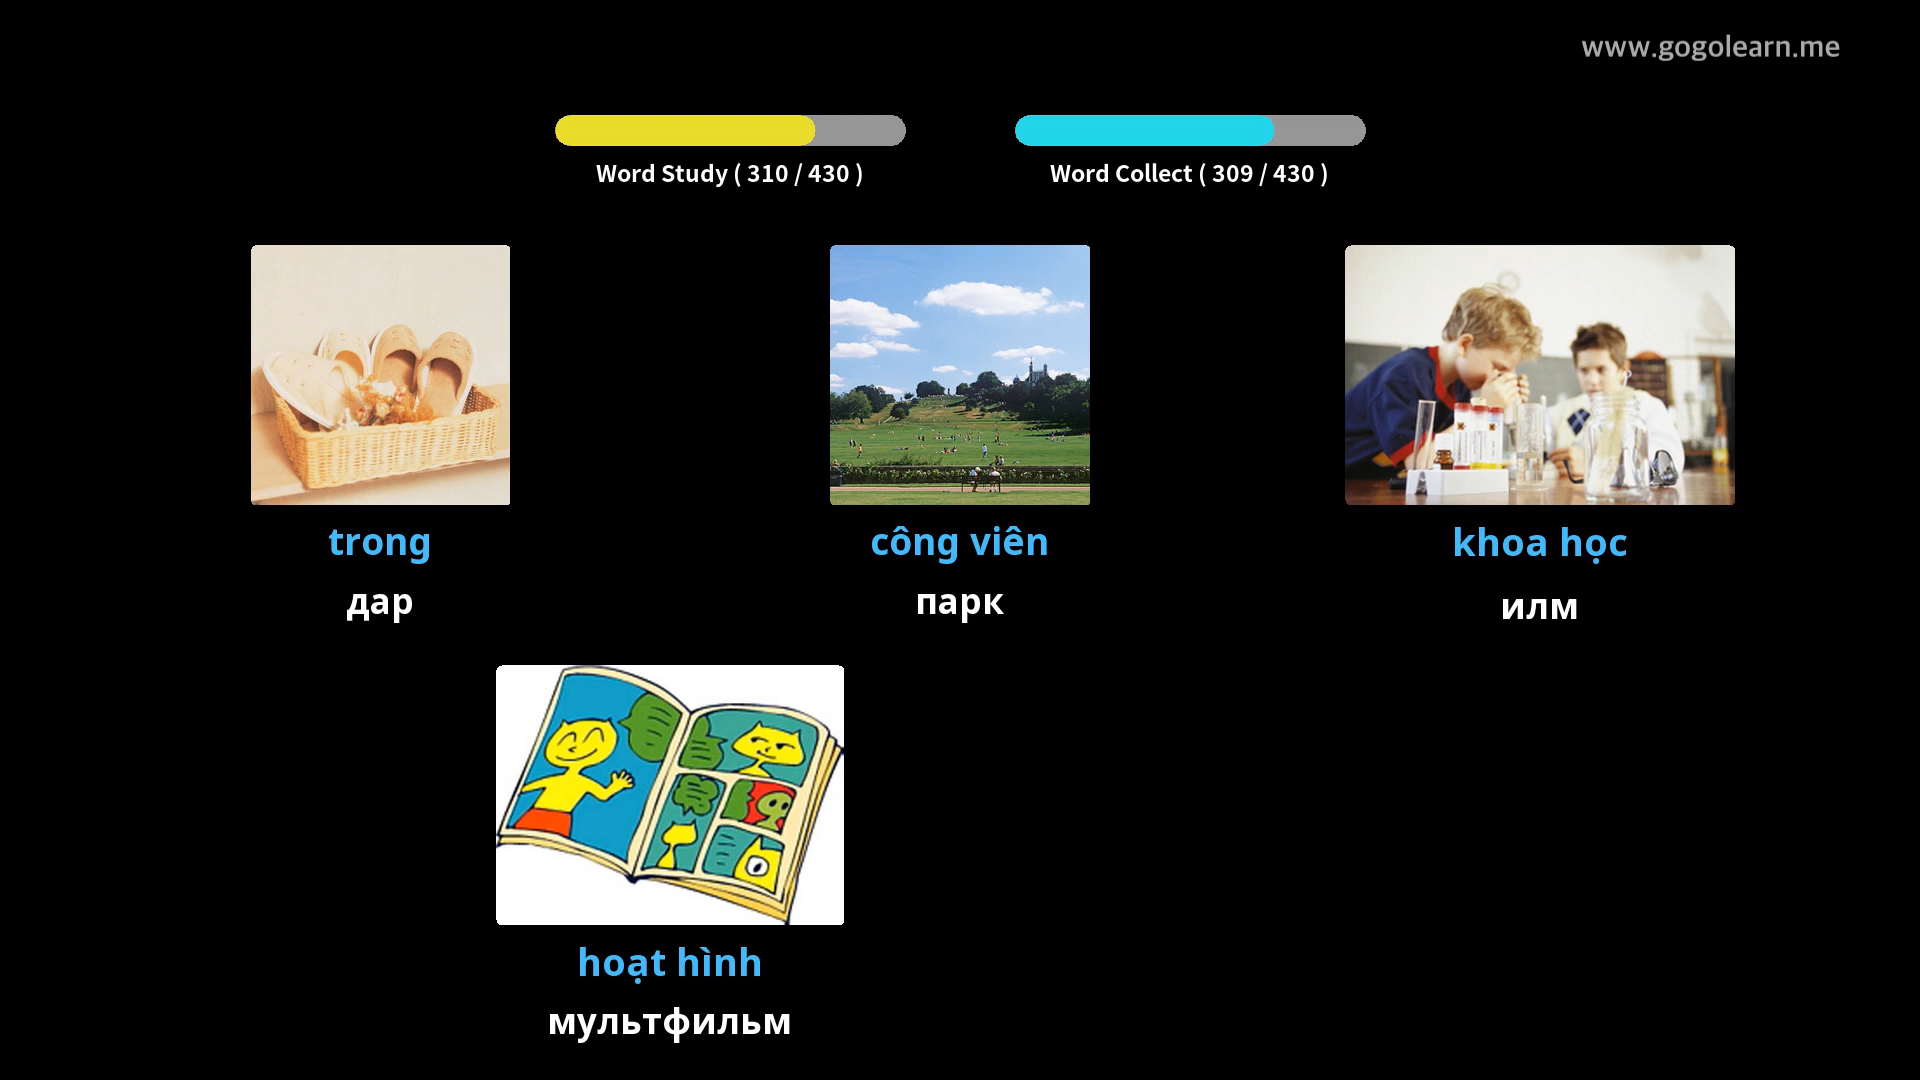 www.gogolearn.me
Word Study ( 310 / 430 )
Word Collect ( 309 / 430 )
trong
дар
công viên
парк
khoa học
илм
hoạt hình
мультфильм